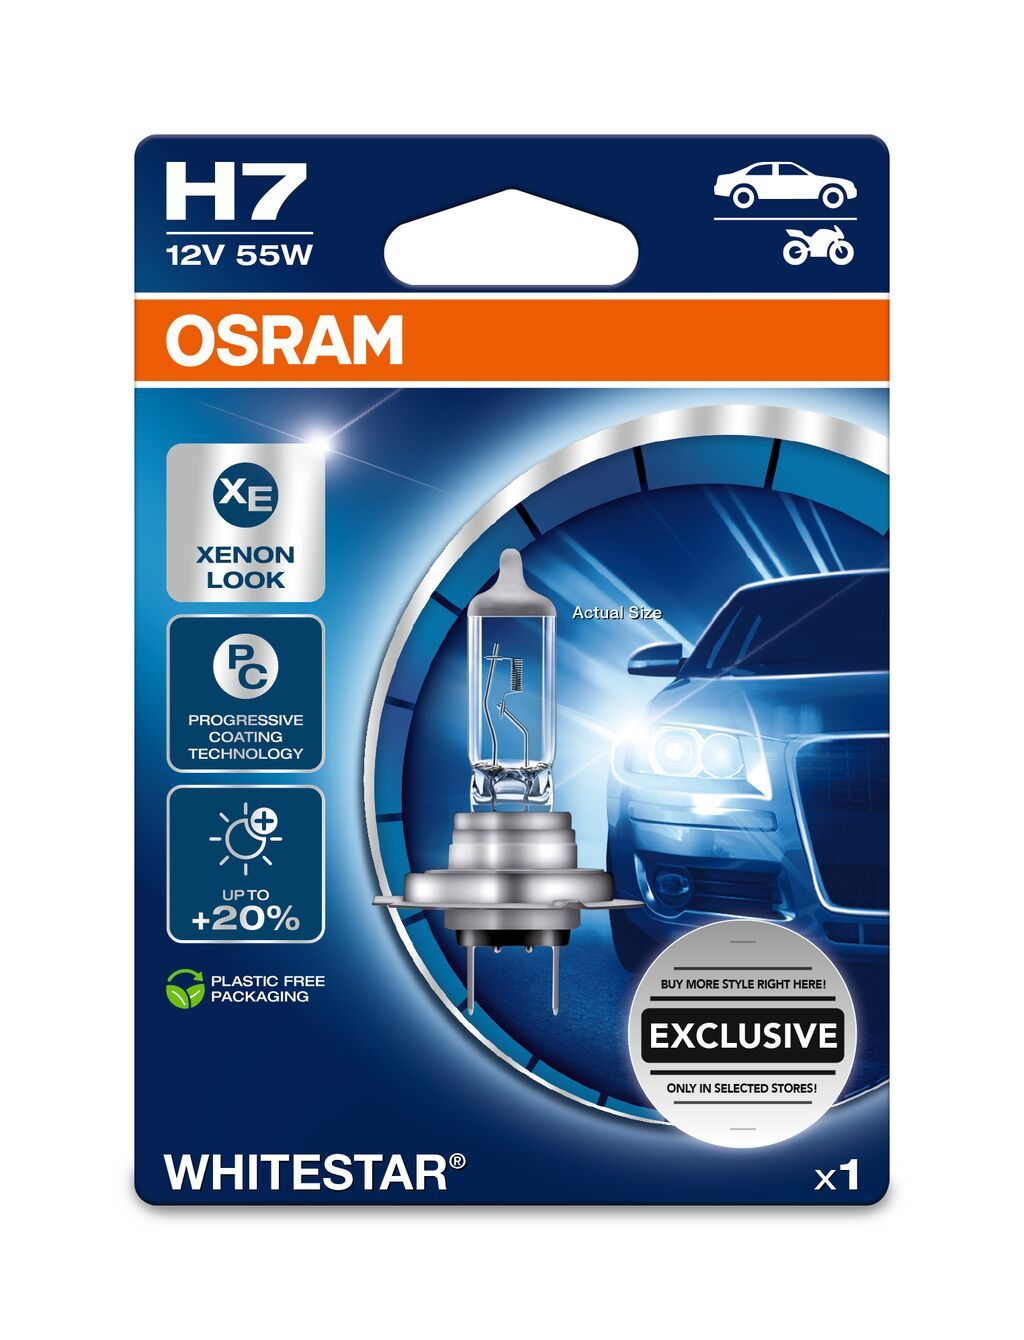 H7
12V 55W
OSRAM
XE
XENON
LOOK
Actual Size
PC
PROGRESSIVE
COATING
TECHNOLOGY
UP TO
+20%
PLASTIC FREE
PACKAGING
BUY MORE STYLE RIGHT HERE!
EXCLUSIVE
ONLY IN SELECTED STORES!
WHITESTAR®
x1